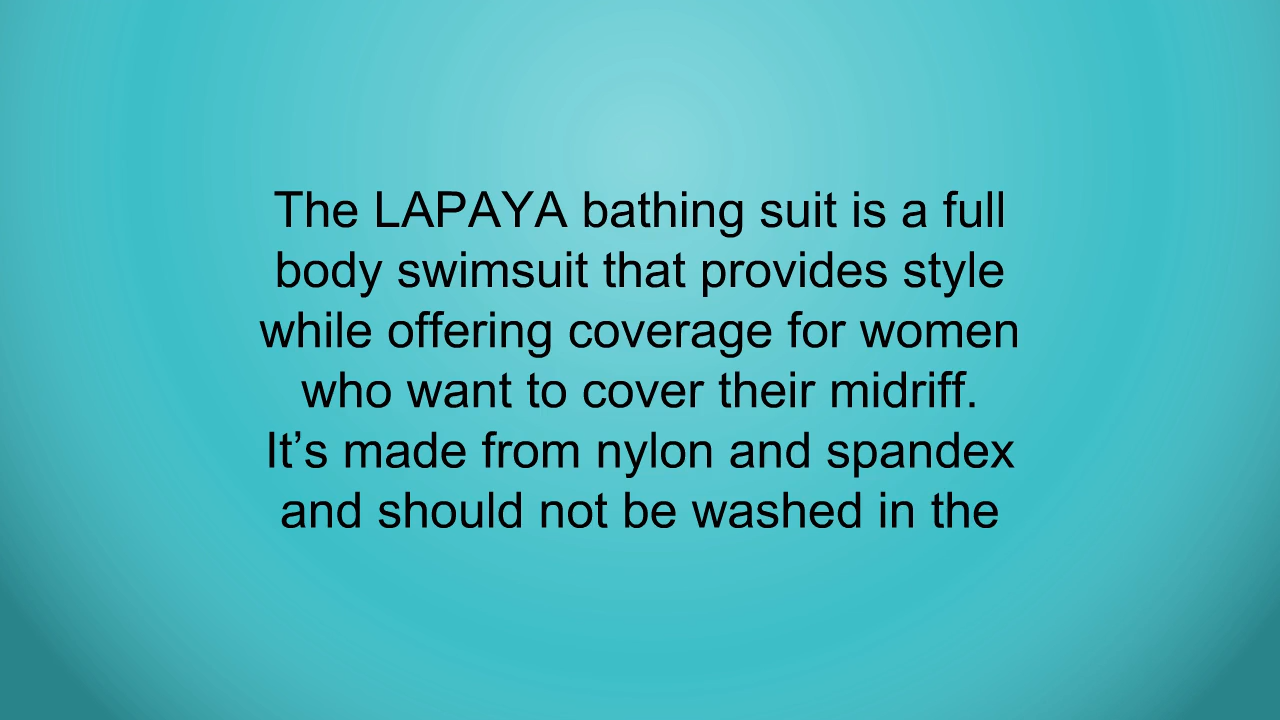 The LAPAYA bathing suit is a full
body swimsuit that provides style
while offering coverage for women
who want to cover their midriff.
It’s made from nylon and spandex
and should not be washed in the